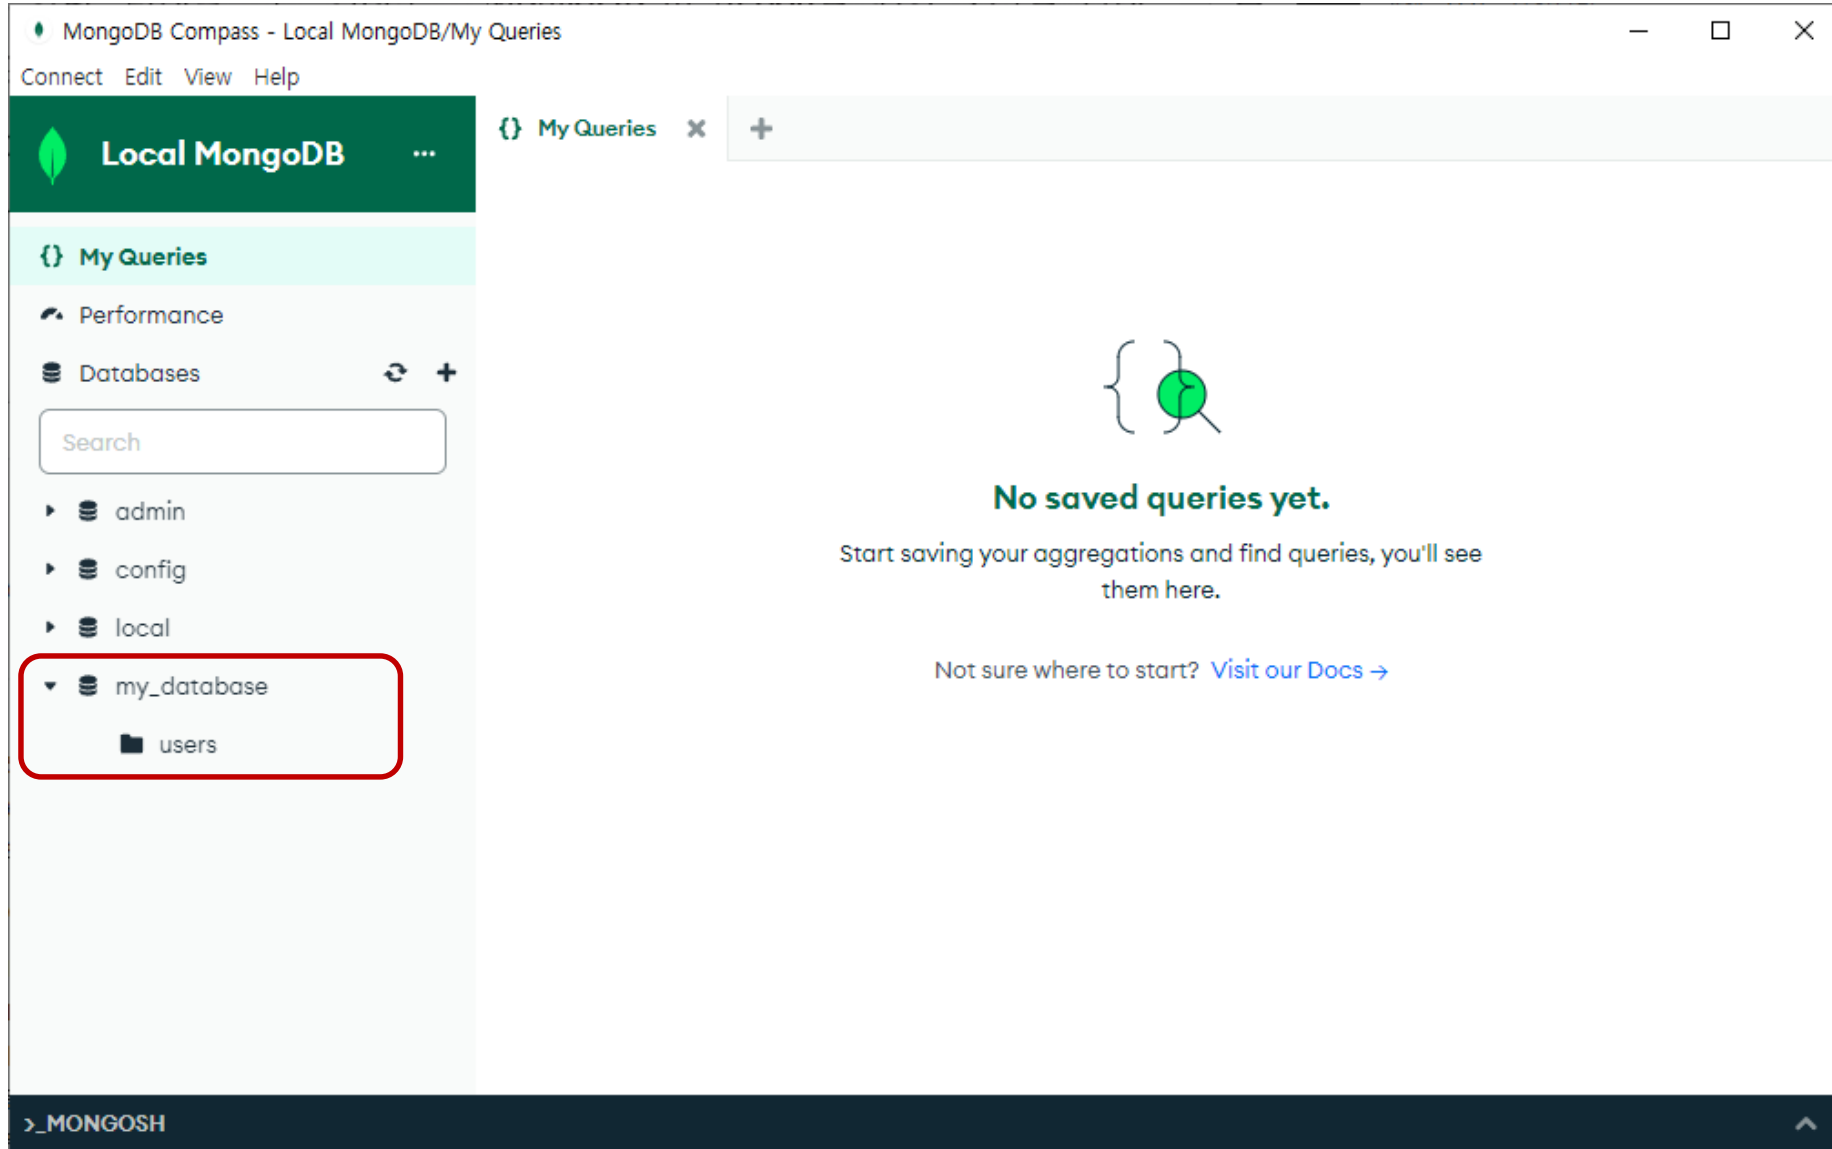 MongoDB Compass - Local MongoDB/My Queries
Connect Edit View Help
Local MongoDB ...
{} My Queries
{} My Queries
Performance
Databases
Search
admin
config
local
my_database
users
No saved queries yet.
Start saving your aggregations and find queries, you'll see
them here.
Not sure where to start? Visit our Docs →
>_MONGOSH